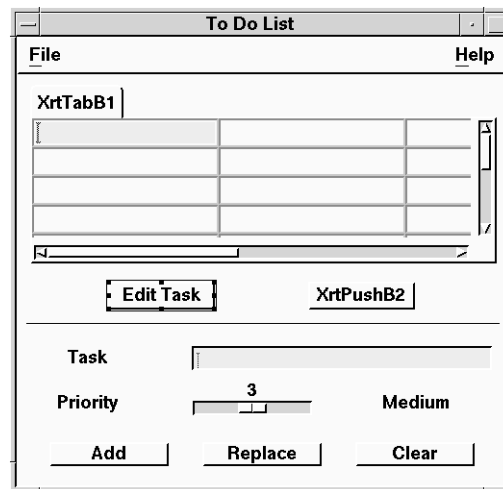 To Do List
File Help
XrtTabB1
Edit Task XrtPushB2
Task
3
Priority Medium
Add Replace Clear